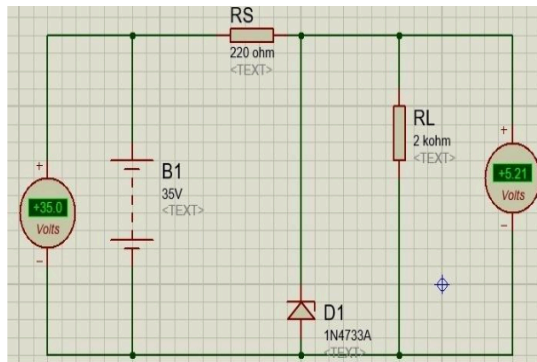 RS
220 ohm
<TEXT>
+
+35.0
Volts
−
B1
35V
<TEXT>
RL
2 kohm
<TEXT>
+
+5.21
Volts
−
D1
1N4733A
<TEXT>